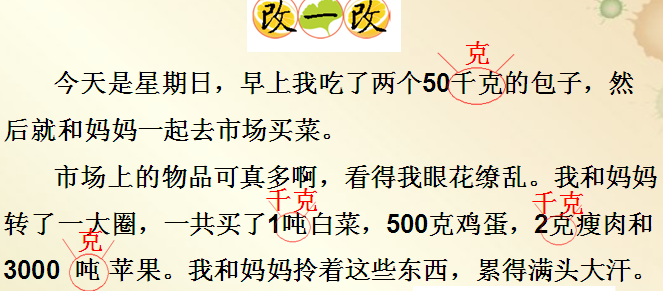 改一改
克
今天是星期日，早上我吃了两个50千克的包子，然
后就和妈妈一起去市场买菜。
市场上的物品可真多啊，看得我眼花缭乱。我和妈妈
千克 千克
转了一大圈，一共买了1吨白菜，500克鸡蛋，2克瘦肉和
克
3000 吨 苹果。我和妈妈拎着这些东西，累得满头大汗。